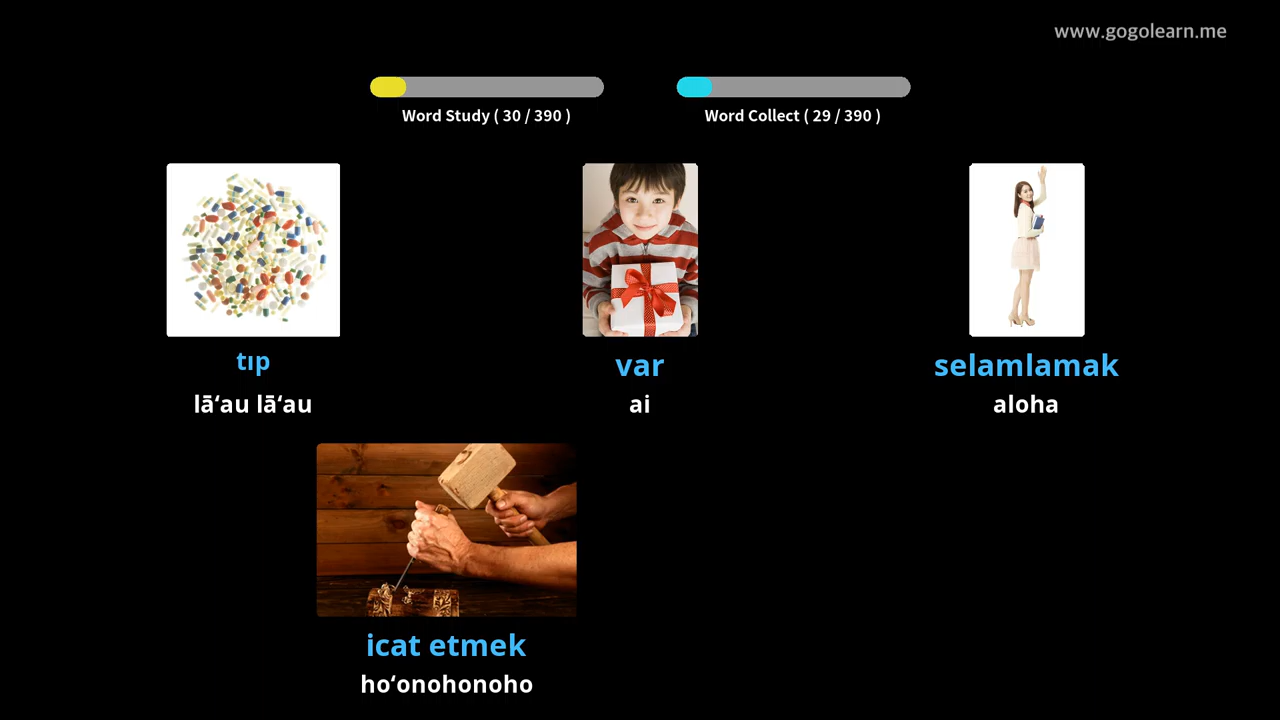 www.gogolearn.me
Word Study ( 30 / 390 )
Word Collect ( 29 / 390 )
tıp
lāʻau lāʻau
var
ai
selamlamak
aloha
icat etmek
hoʻonohonoho